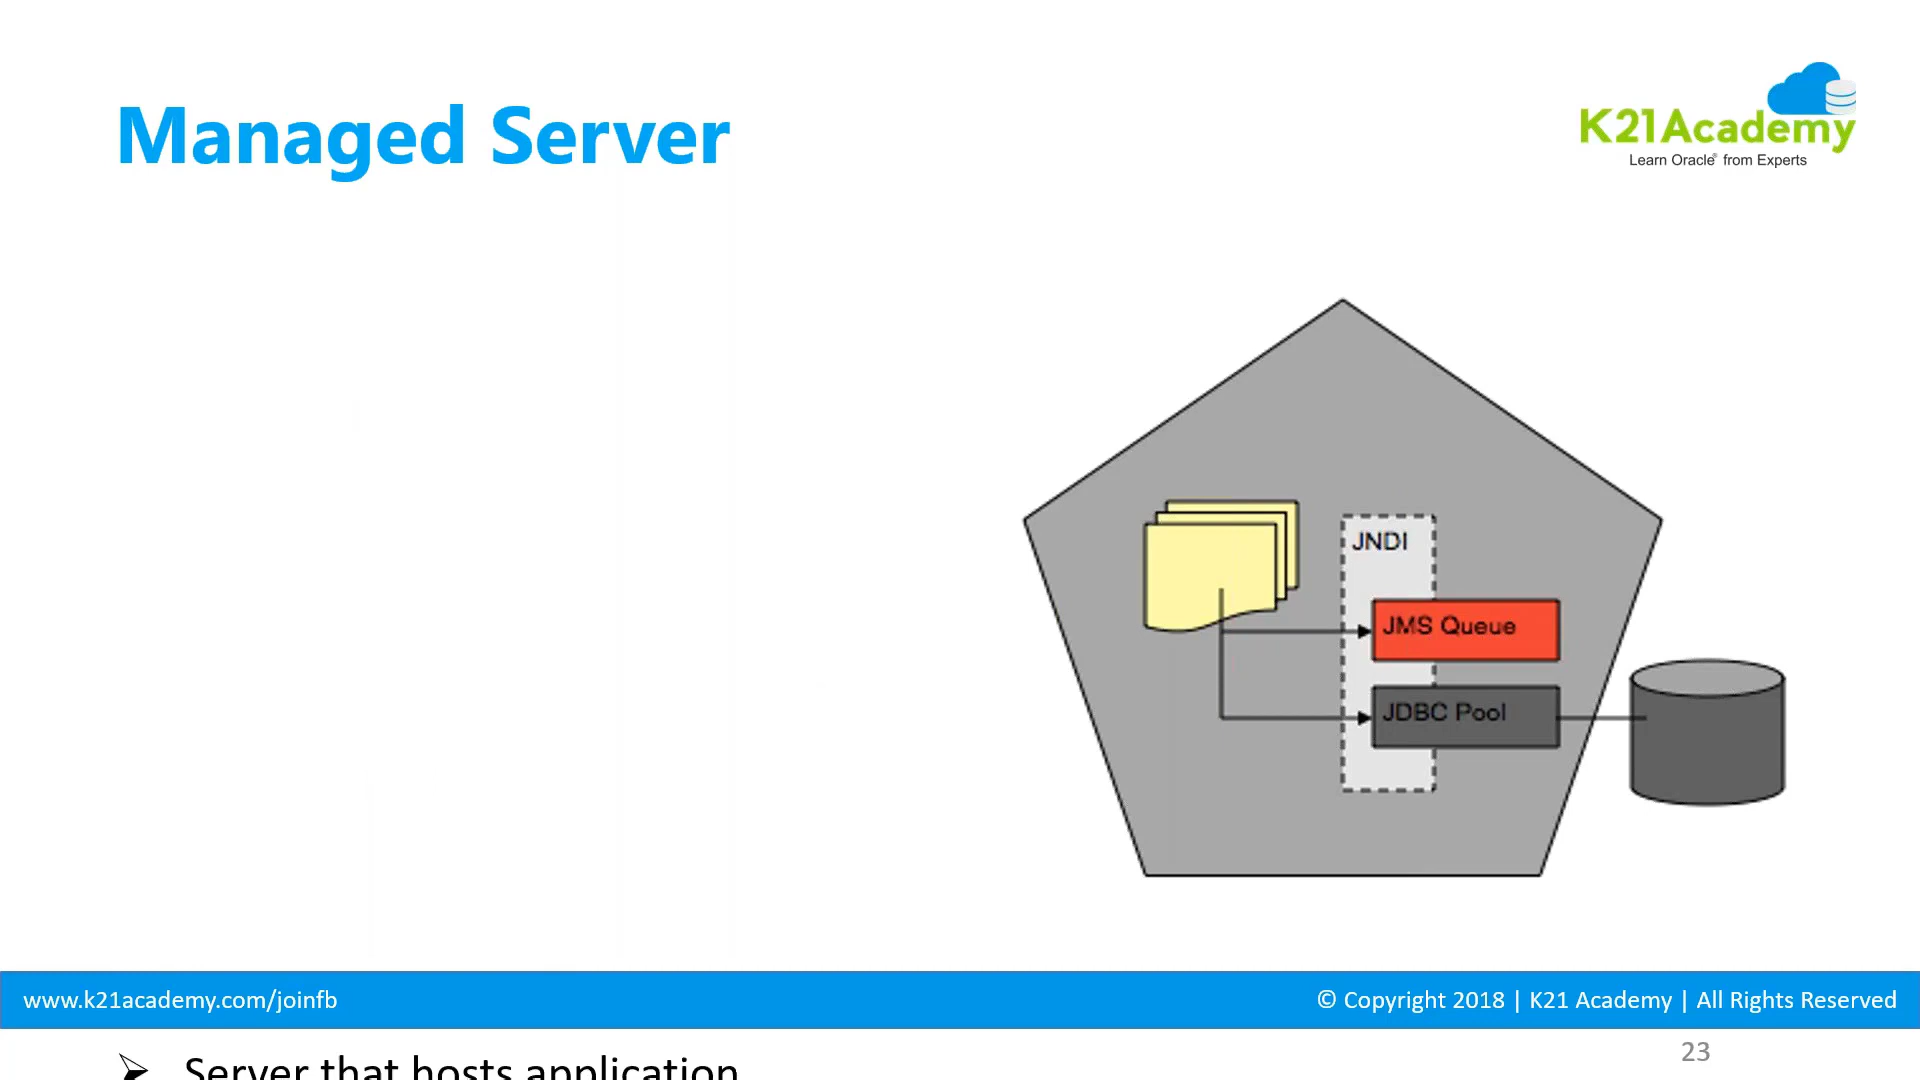 Managed Server
K21Academy
Learn Oracle® from Experts
JNDI
JMS Queue
JDBC Pool
www.k21academy.com/joinfb
© Copyright 2018 | K21 Academy | All Rights Reserved
23
➢ Server that hosts application